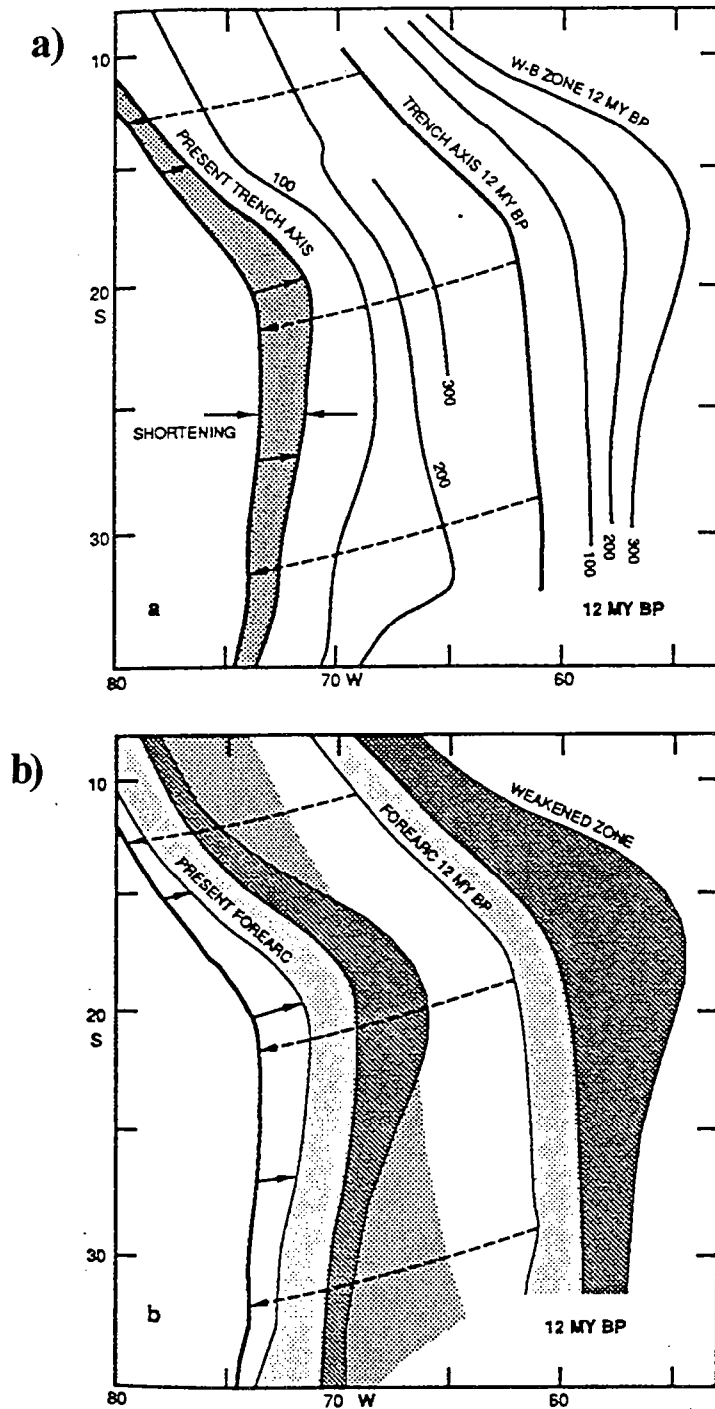 a)
10
20
S
30
80
70 W
60
W-B ZONE 12 MY BP
TRENCH AXIS 12 MY BP
PRESENT TRENCH AXIS
100
300
200
SHORTENING
100
200
300
a
12 MY BP
b)
10
20
S
30
80
70 W
60
WEAKENED ZONE
FOREARC 12 MY BP
PRESENT FOREARC
b
12 MY BP